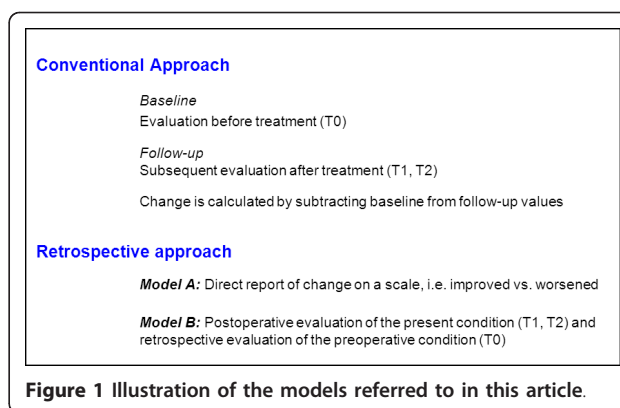 Conventional Approach
Baseline
Evaluation before treatment (T0)
Follow-up
Subsequent evaluation after treatment (T1, T2)
Change is calculated by subtracting baseline from follow-up values
Retrospective approach
Model A: Direct report of change on a scale, i.e. improved vs. worsened
Model B: Postoperative evaluation of the present condition (T1, T2) and
retrospective evaluation of the preoperative condition (T0)
Figure 1 Illustration of the models referred to in this article.